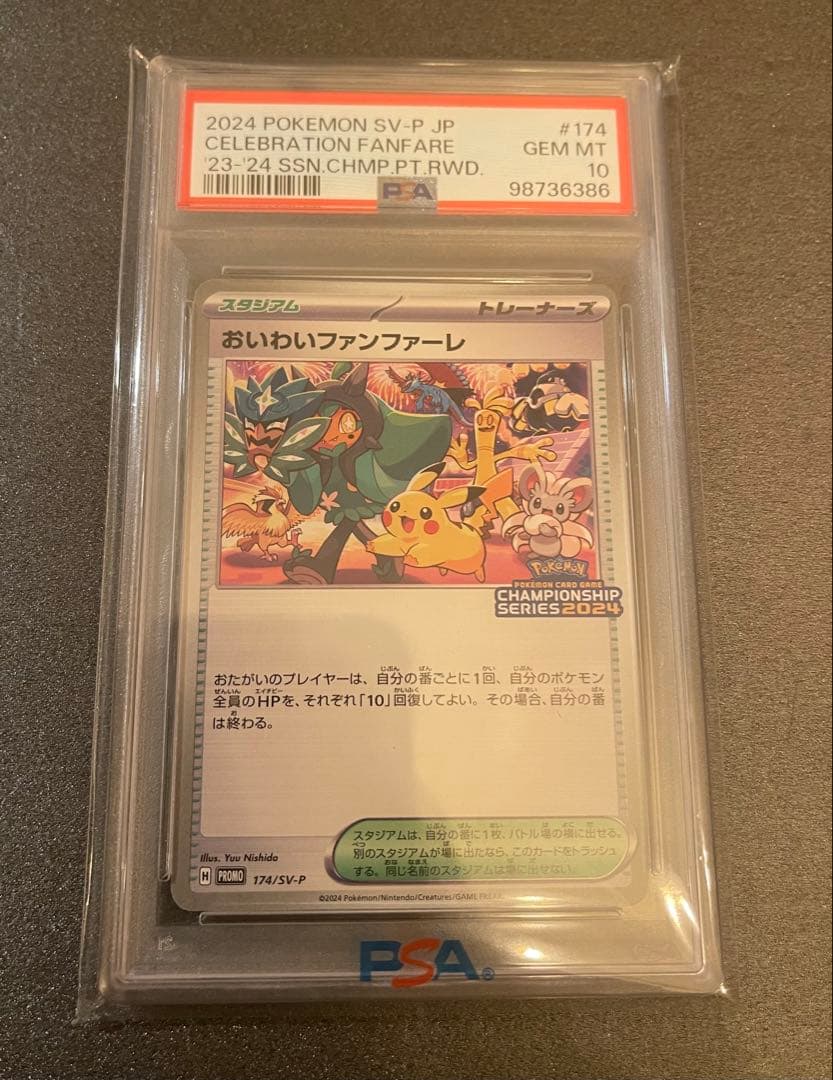 2024 POKEMON SV-P JP #174
CELEBRATION FANFARE GEM MT
'23-'24 SSN.CHMP.PT.RWD. 10
PSA 98736386
スタジアム トレーナーズ
おいわいファンファーレ
Pokémon
POKÉMON CARD GAME
CHAMPIONSHIP
SERIES 2024
おたがいのプレイヤーは、自分の番ごとに1回、自分のポケモン
全員のHPを、それぞれ「10」回復してよい。その場合、自分の番
は終わる。
スタジアムは、自分の番に1枚、バトル場の横に出せる。
別のスタジアムが場に出たなら、このカードをトラッシュ
する。同じ名前のスタジアムは場に出せない。
Illus. Yuu Nishida
H PROMO 174/SV-P
©2024 Pokémon/Nintendo/Creatures/GAME FREAK
PSA®